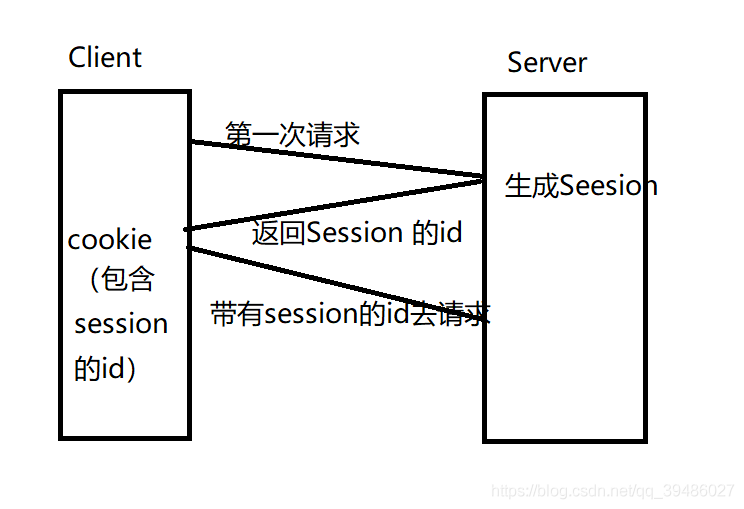 Client
Server
第一次请求
生成Seesion
返回Session 的id
cookie
（包含
session
的id）
带有session的id去请求
https://blog.csdn.net/qq_39486027